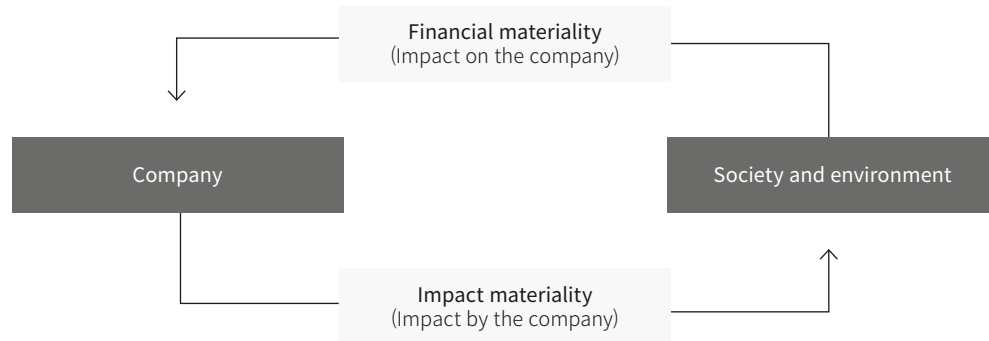 Financial materiality
(Impact on the company)
Company
Society and environment
Impact materiality
(Impact by the company)